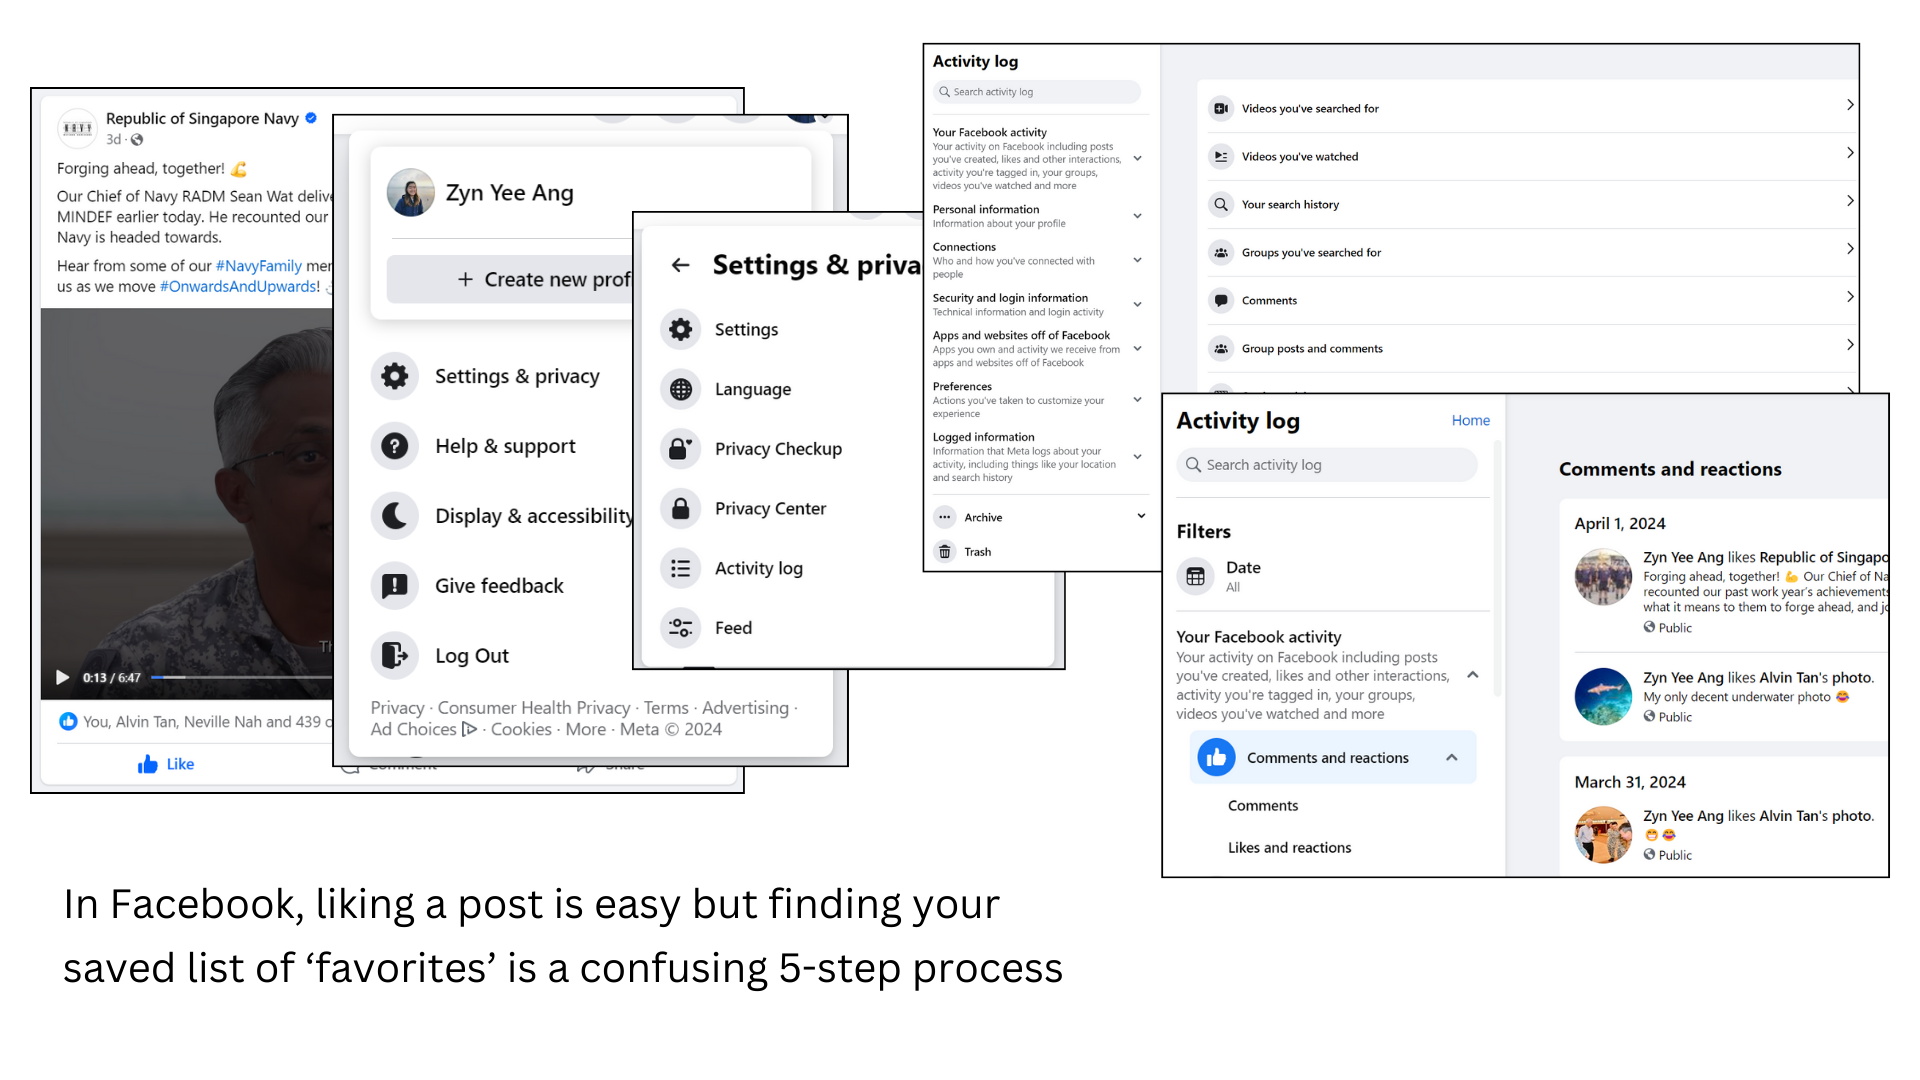 Republic of Singapore Navy
3d ·
Forging ahead, together! 💪
Our Chief of Navy RADM Sean Wat
MINDEF earlier today. He recounted our
Navy is headed towards.
Hear from some of our #NavyFamily
us as we move #OnwardsAndUpwards!
0:13 / 6:47
You, Alvin Tan, Neville Nah and 439
Like
Comment
Share
Zyn Yee Ang
+ Create new
Settings & privacy
Help & support
Display & accessibility
Give feedback
Log Out
Privacy · Consumer Health Privacy · Terms · Advertising ·
Ad Choices · Cookies · More · Meta © 2024
Settings &
Settings
Language
Privacy Checkup
Privacy Center
Activity log
Feed
Activity log
Search activity log
Your Facebook activity
Your activity on Facebook including posts
you've created, likes and other interactions,
activity you're tagged in, your groups,
videos you've watched and more
Personal information
Information about your profile
Connections
Who and how you've connected with
people
Security and login information
Technical information and login activity
Apps and websites off of Facebook
Apps you own and activity we receive from
apps and websites off of Facebook
Preferences
Actions you've taken to customize your
experience
Logged information
Information that Meta logs about your
activity, including things like your location
and search history
Archive
Trash
Videos you've searched for
Videos you've watched
Your search history
Groups you've searched for
Comments
Group posts and comments
Activity log
Home
Search activity log
Filters
Date
All
Your Facebook activity
Your activity on Facebook including posts
you've created, likes and other interactions,
activity you're tagged in, your groups,
videos you've watched and more
Comments and reactions
Comments
Likes and reactions
Comments and reactions
April 1, 2024
Zyn Yee Ang likes Republic of
Forging ahead, together! 💪 Our Chief of
recounted our past work year's achievements
what it means to them to forge ahead, and
Public
Zyn Yee Ang likes Alvin Tan's photo.
My only decent underwater photo 😂
Public
March 31, 2024
Zyn Yee Ang likes Alvin Tan's photo.
😁😂
Public
In Facebook, liking a post is easy but finding your
saved list of ‘favorites’ is a confusing 5-step process